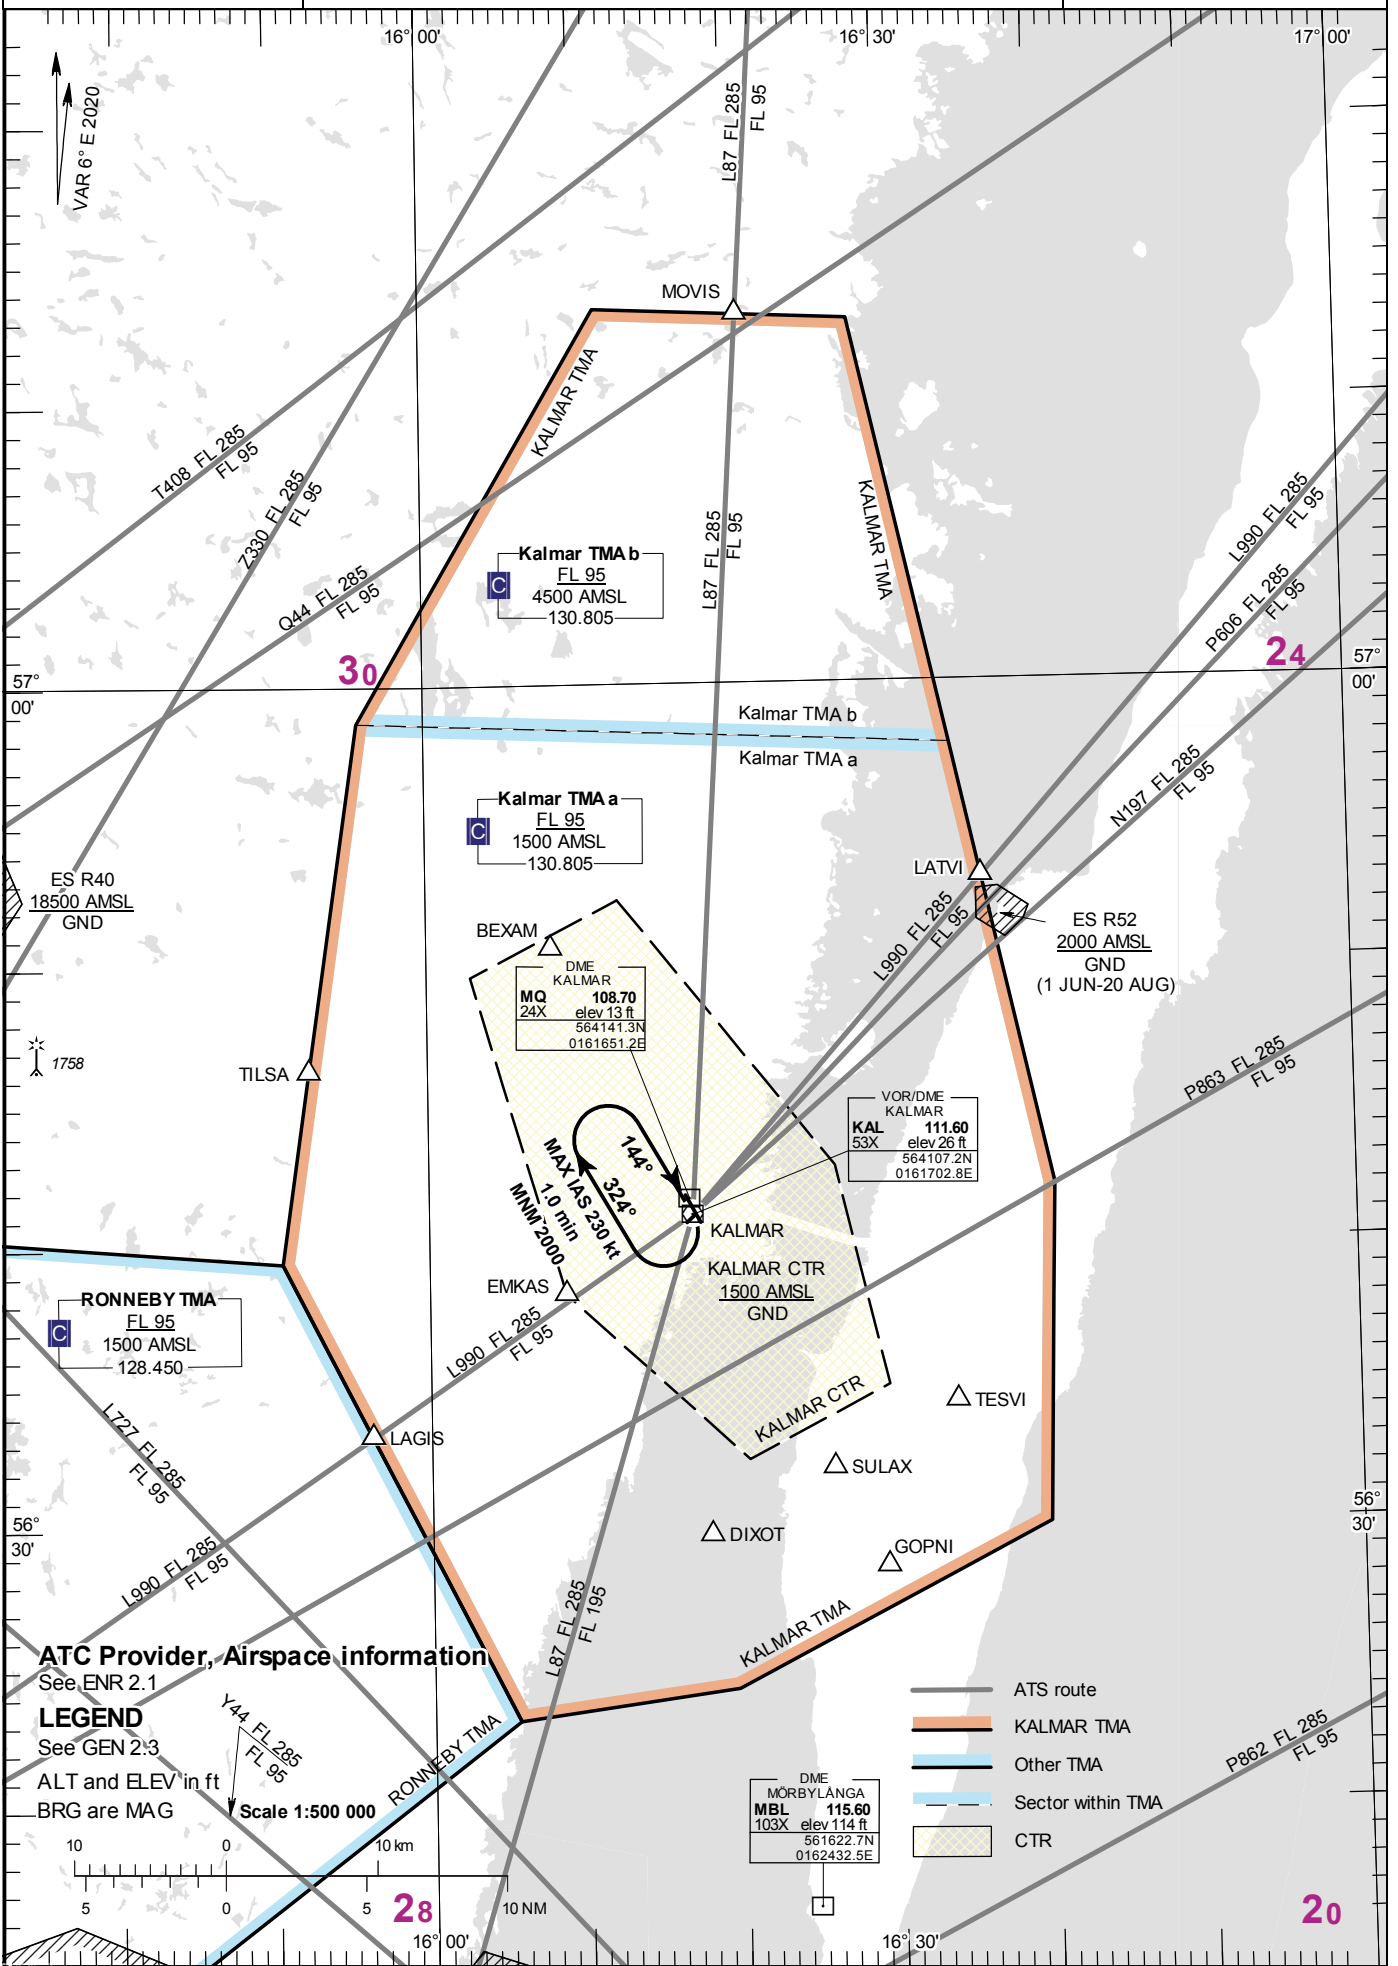 16° 00'
16° 30'
17° 00'
VAR 6° E 2020
L87 FL 285
FL 95
MOVIS
KALMAR TMA
T408 FL 285
FL 95
Z330 FL 285
FL 95
KALMAR TMA
L990 FL 285
FL 95
L87 FL 285
FL 95
Kalmar TMA b
FL 95
C
4500 AMSL
130.805
Q44 FL 285
FL 95
P606 FL 285
FL 95
30
24
57°
00'
57°
00'
Kalmar TMA b
Kalmar TMA a
N197 FL 285
FL 95
Kalmar TMA a
FL 95
C
1500 AMSL
130.805
LATVI
ES R40
18500 AMSL
GND
L990 FL 285
FL 95
ES R52
2000 AMSL
GND
(1 JUN-20 AUG)
BEXAM
DME
KALMAR
MQ 108.70
24X elev 13 ft
564141.3N
0161651.2E
1758
TILSA
P863 FL 285
FL 95
VOR/DME
KALMAR
KAL 111.60
53X elev 26 ft
564107.2N
0161702.8E
144°
324°
MAX IAS 230 kt
1.0 min
MNM 2000
KALMAR
KALMAR CTR
1500 AMSL
GND
EMKAS
RONNEBY TMA
FL 95
C
1500 AMSL
128.450
L990 FL 285
FL 95
KALMAR CTR
TESVI
L727 FL 285
FL 95
LAGIS
SULAX
56°
30'
56°
30'
DIXOT
GOPNI
L990 FL 285
FL 95
L87 FL 285
FL 195
KALMAR TMA
ATC Provider, Airspace information
See ENR 2.1
LEGEND
See GEN 2.3
ALT and ELEV in ft
BRG are MAG
Y44 FL 285
FL 95
RONNEBY TMA
Scale 1:500 000
10 0 10 km
5 0 5 10 NM
ATS route
KALMAR TMA
Other TMA
Sector within TMA
CTR
P862 FL 285
FL 95
DME
MÖRBYLÅNGA
MBL 115.60
103X elev 114 ft
561622.7N
0162432.5E
28
20
16° 00'
16° 30'